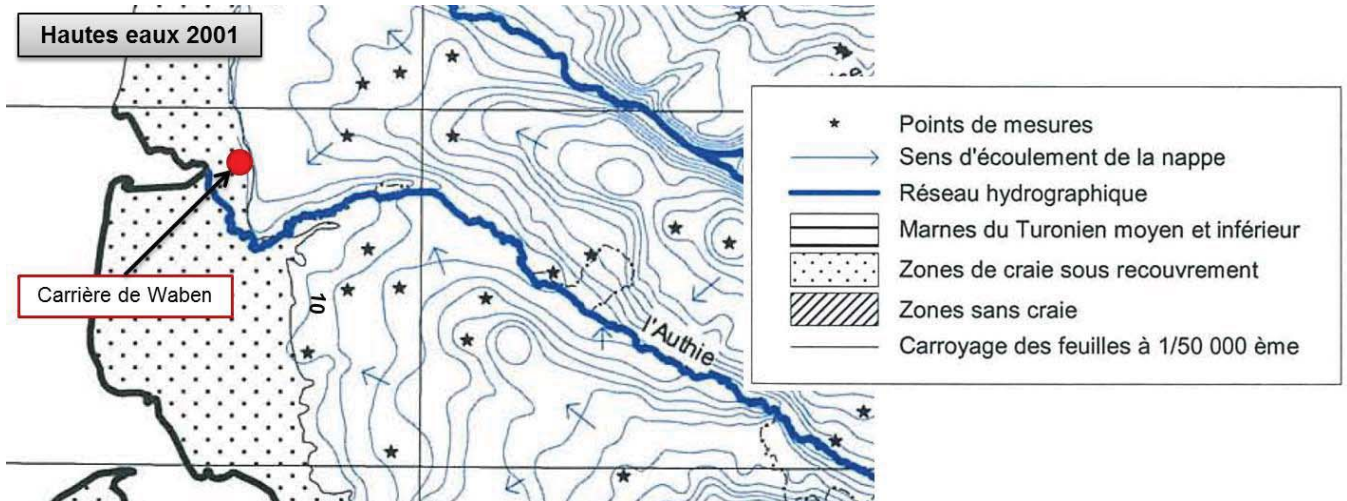 Hautes eaux 2001
Points de mesures
Sens d'écoulement de la nappe
Réseau hydrographique
Marnes du Turonien moyen et inférieur
Zones de craie sous recouvrement
Zones sans craie
Carroyage des feuilles à 1/50 000 ème
Carrière de Waben
10
l'Authie